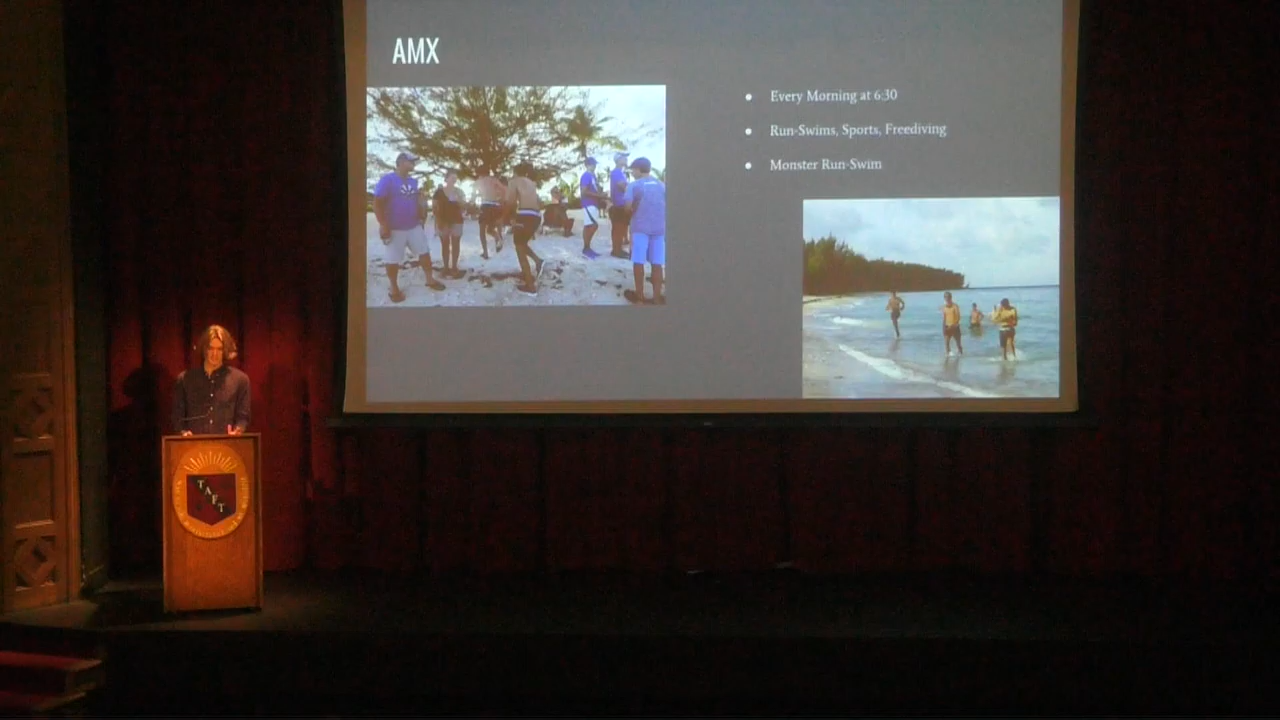 AMX
• Every Morning at 6:30
• Run-Swims, Sports, Freediving
• Monster Run-Swim
TAFT